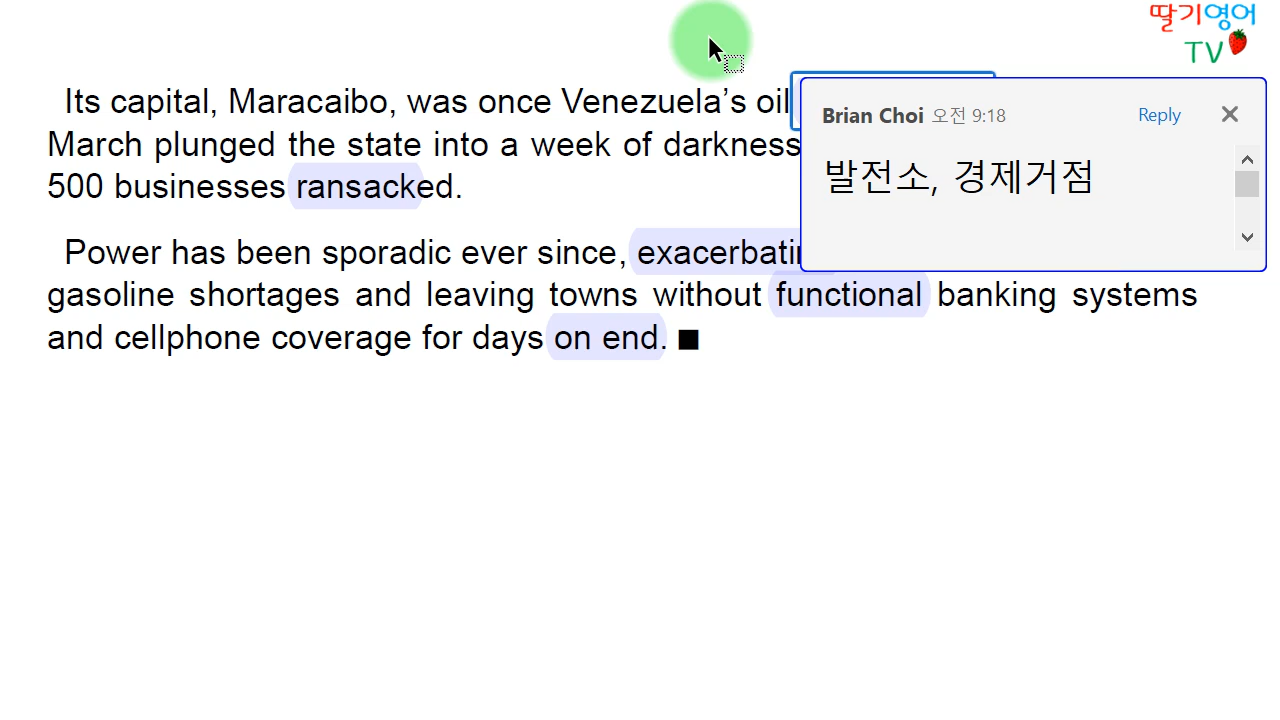 딸기영어
TV
Its capital, Maracaibo, was once Venezuela’s oil
March plunged the state into a week of darkness
500 businesses ransacked.
Power has been sporadic ever since,
gasoline shortages and leaving towns without functional banking systems
and cellphone coverage for days on end. ■
Brian Choi 오전 9:18
Reply
발전소, 경제거점